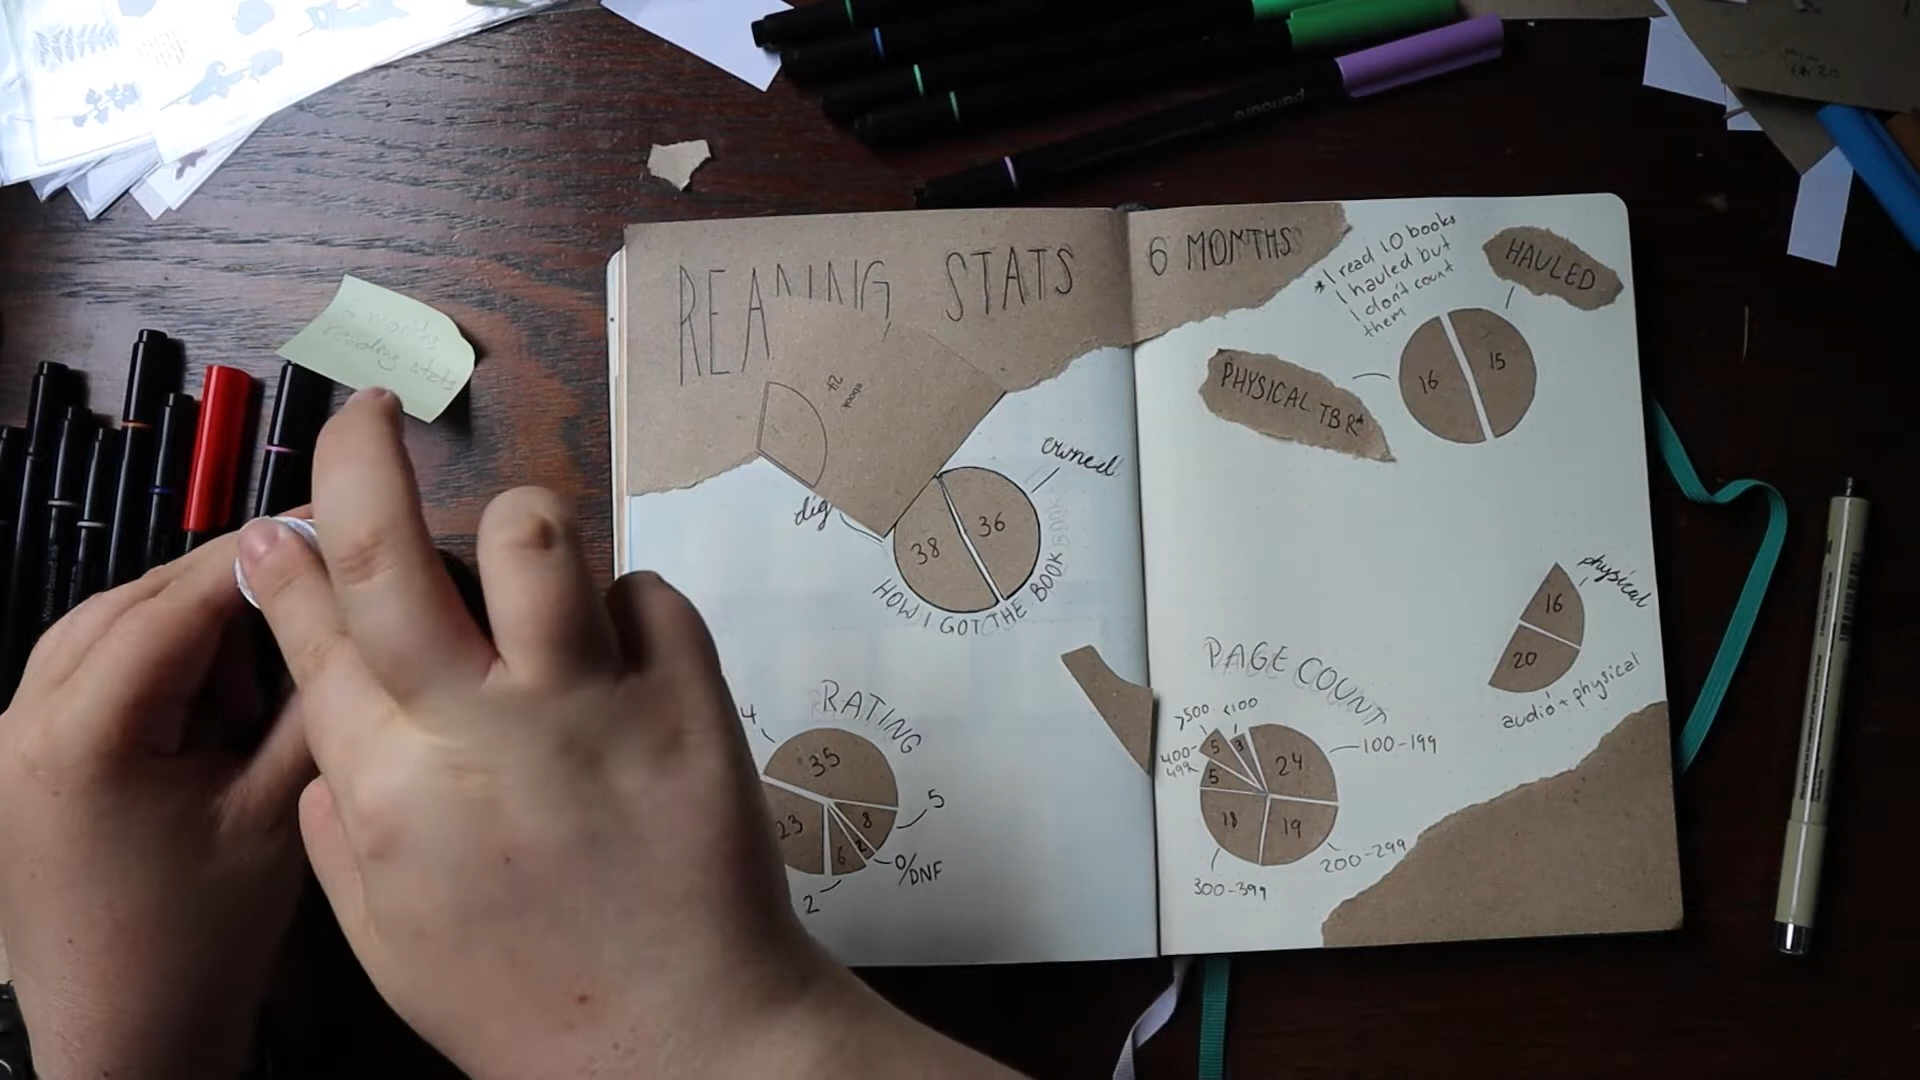 READING STATS
6 MONTHS
*I read 10 books
I hauled but
I don't count
them
HAULED
PHYSICAL TBR*
16
15
24
ebook
owned
dig
38
36
HOW I GOT THE BOOK
reading stats
physical
16
20
audio + physical
RATING
4
35
23
8
5
2
6
0/DNF
2
PAGE COUNT
>500
<100
400-
499
5
3
24
100-199
5
18
19
200-299
300-399